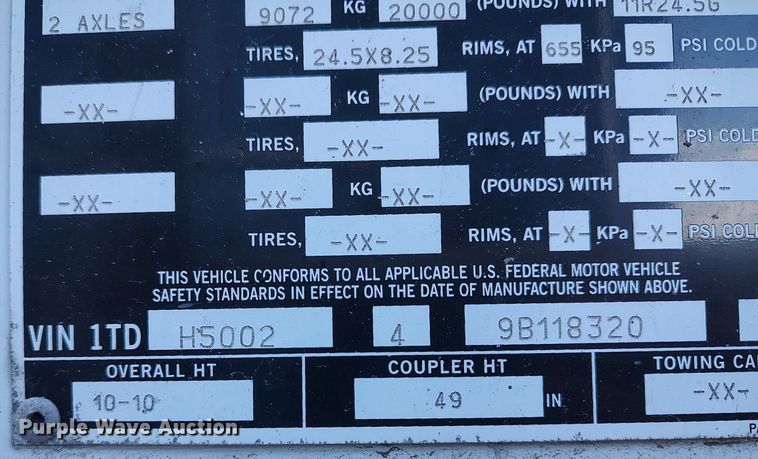 2 AXLES 9072 KG 20000 (POUNDS) WITH 11R24.5G
TIRES, 24.5X8.25 RIMS, AT 655 KPa 95 PSI COLD
-XX- -XX- KG -XX- (POUNDS) WITH -XX-
TIRES, -XX- RIMS, AT -X- KPa -X- PSI COLD
-XX- -XX- KG -XX- (POUNDS) WITH -XX-
TIRES, -XX- RIMS, AT -X- KPa -X- PSI COLD
THIS VEHICLE CONFORMS TO ALL APPLICABLE U.S. FEDERAL MOTOR VEHICLE
SAFETY STANDARDS IN EFFECT ON THE DATE OF MANUFACTURE SHOWN ABOVE.
VIN 1TD H5002 4 9B118320
OVERALL HT COUPLER HT TOWING CA
10-10 49 IN -XX-
Purple Wave Auction